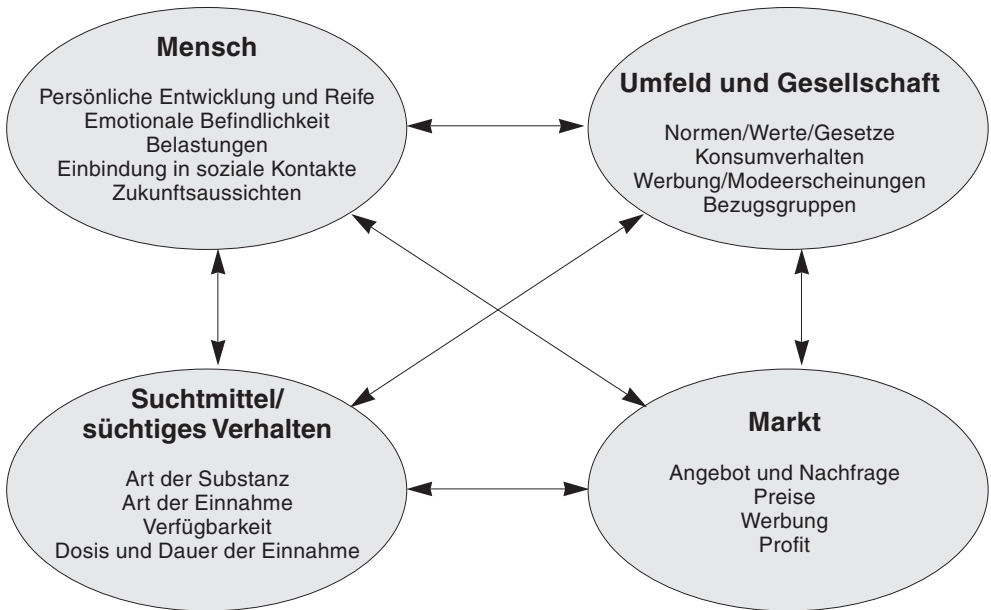 Mensch
Persönliche Entwicklung und Reife
Emotionale Befindlichkeit
Belastungen
Einbindung in soziale Kontakte
Zukunftsaussichten
Umfeld und Gesellschaft
Normen/Werte/Gesetze
Konsumverhalten
Werbung/Modeerscheinungen
Bezugsgruppen
Suchtmittel/
süchtiges Verhalten
Art der Substanz
Art der Einnahme
Verfügbarkeit
Dosis und Dauer der Einnahme
Markt
Angebot und Nachfrage
Preise
Werbung
Profit